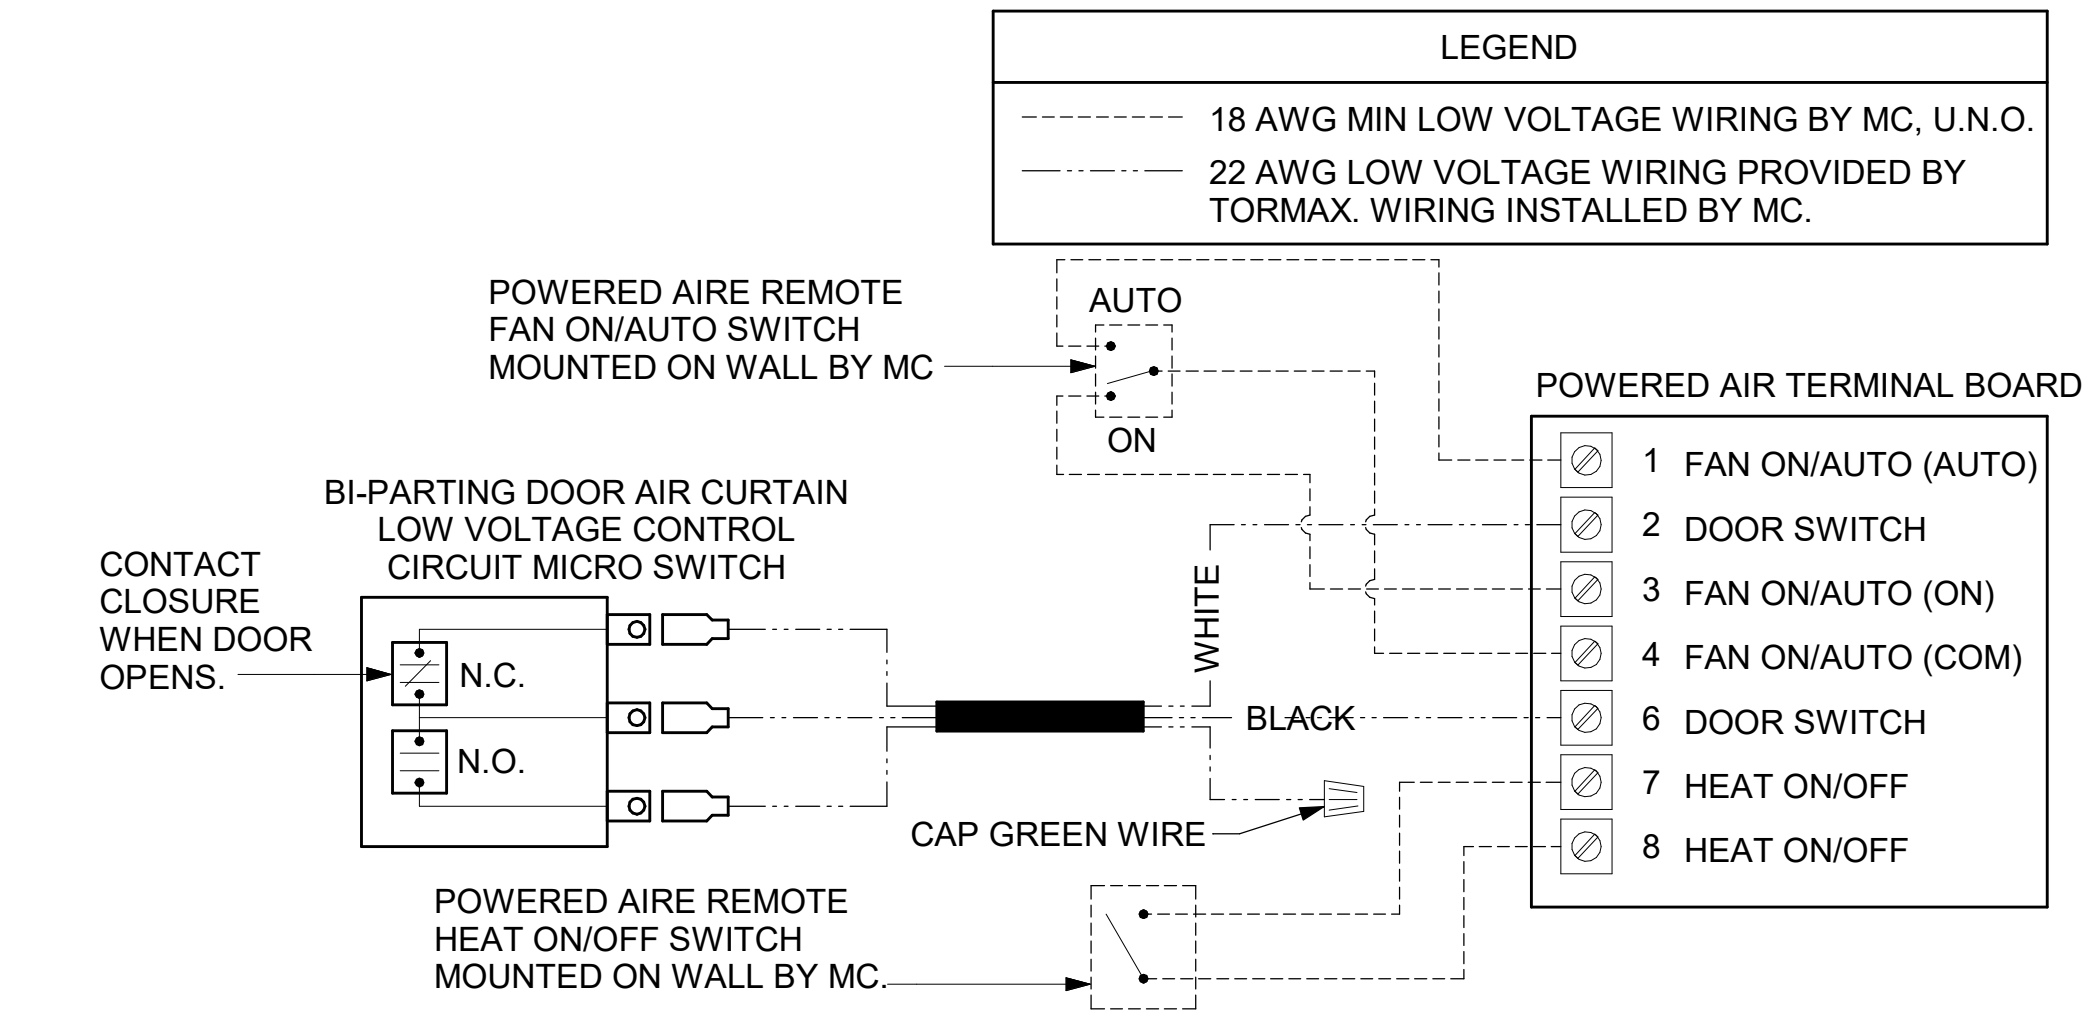 LEGEND
18 AWG MIN LOW VOLTAGE WIRING BY MC, U.N.O.
22 AWG LOW VOLTAGE WIRING PROVIDED BY
TORMAX. WIRING INSTALLED BY MC.
POWERED AIRE REMOTE
FAN ON/AUTO SWITCH
MOUNTED ON WALL BY MC
AUTO
ON
POWERED AIR TERMINAL BOARD
1 FAN ON/AUTO (AUTO)
2 DOOR SWITCH
3 FAN ON/AUTO (ON)
4 FAN ON/AUTO (COM)
6 DOOR SWITCH
7 HEAT ON/OFF
8 HEAT ON/OFF
BI-PARTING DOOR AIR CURTAIN
LOW VOLTAGE CONTROL
CIRCUIT MICRO SWITCH
CONTACT
CLOSURE
WHEN DOOR
OPENS.
N.C.
N.O.
WHITE
BLACK
CAP GREEN WIRE
POWERED AIRE REMOTE
HEAT ON/OFF SWITCH
MOUNTED ON WALL BY MC.